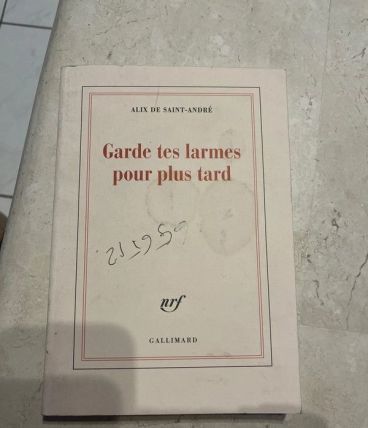 ALIX DE SAINT-ANDRÉ
Garde tes larmes
pour plus tard
nrf
GALLIMARD